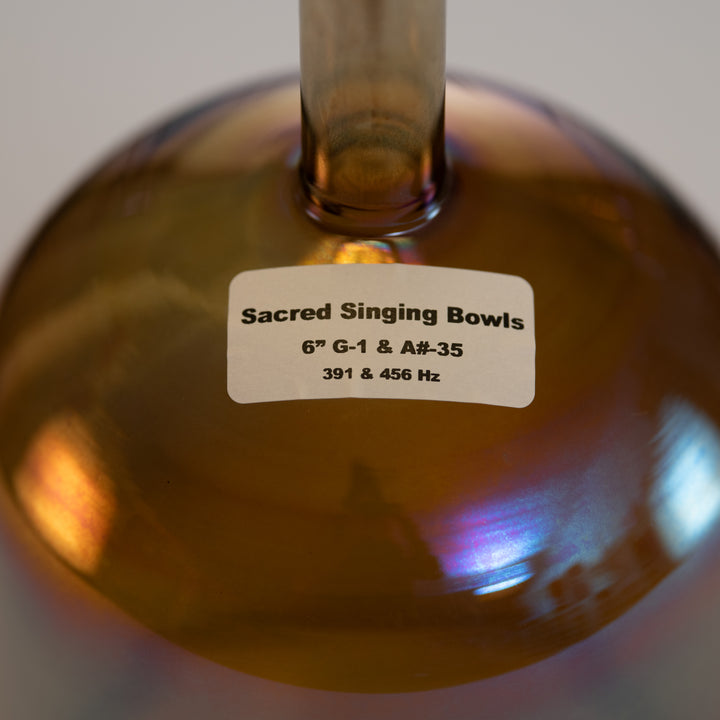 Sacred Singing Bowls
6” G-1 & A#-35
391 & 456 Hz